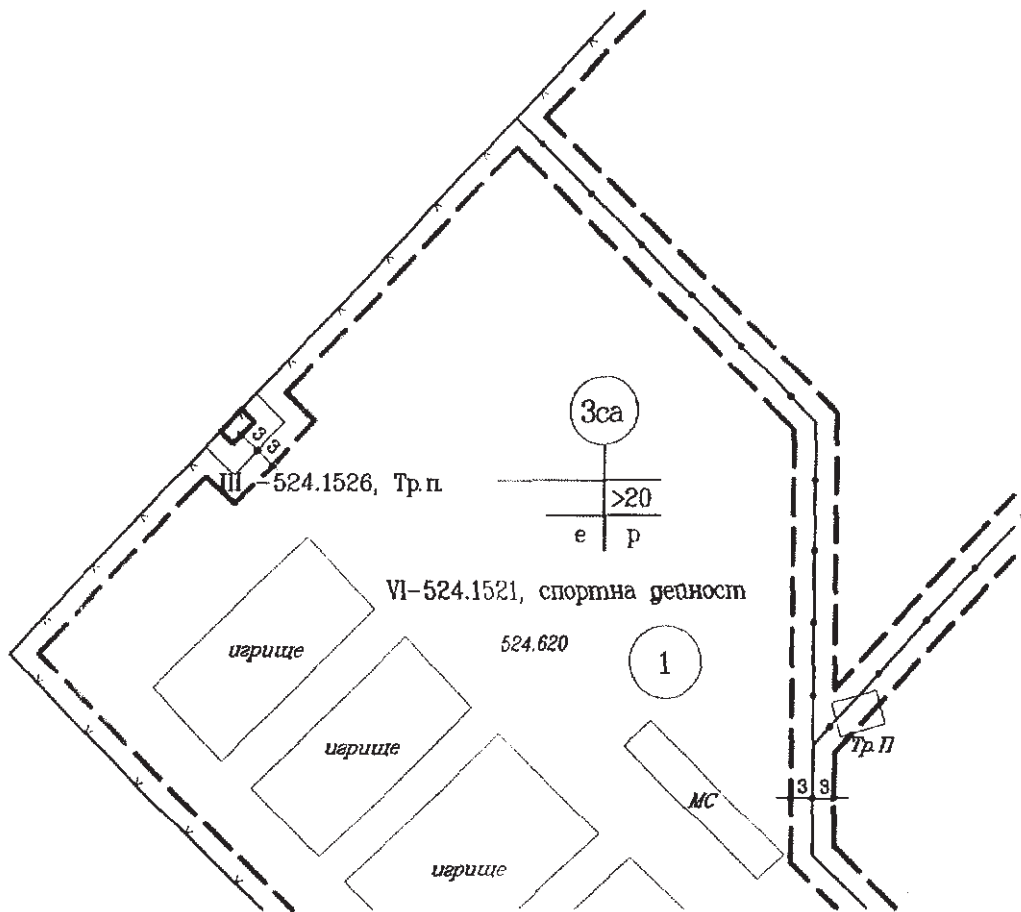 Зса
3
3
III -524.1526, Тр.п.
>20
е р
VI-524.1521, спортна дейност
игрище
524.620
1
игрище
Тр.П
МС
3 3
игрище